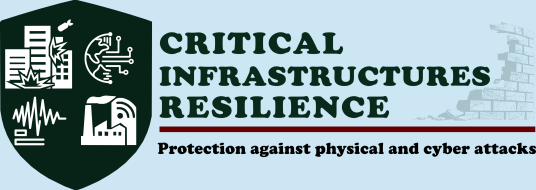 CRITICAL
INFRASTRUCTURES
RESILIENCE
Protection against physical and cyber attacks